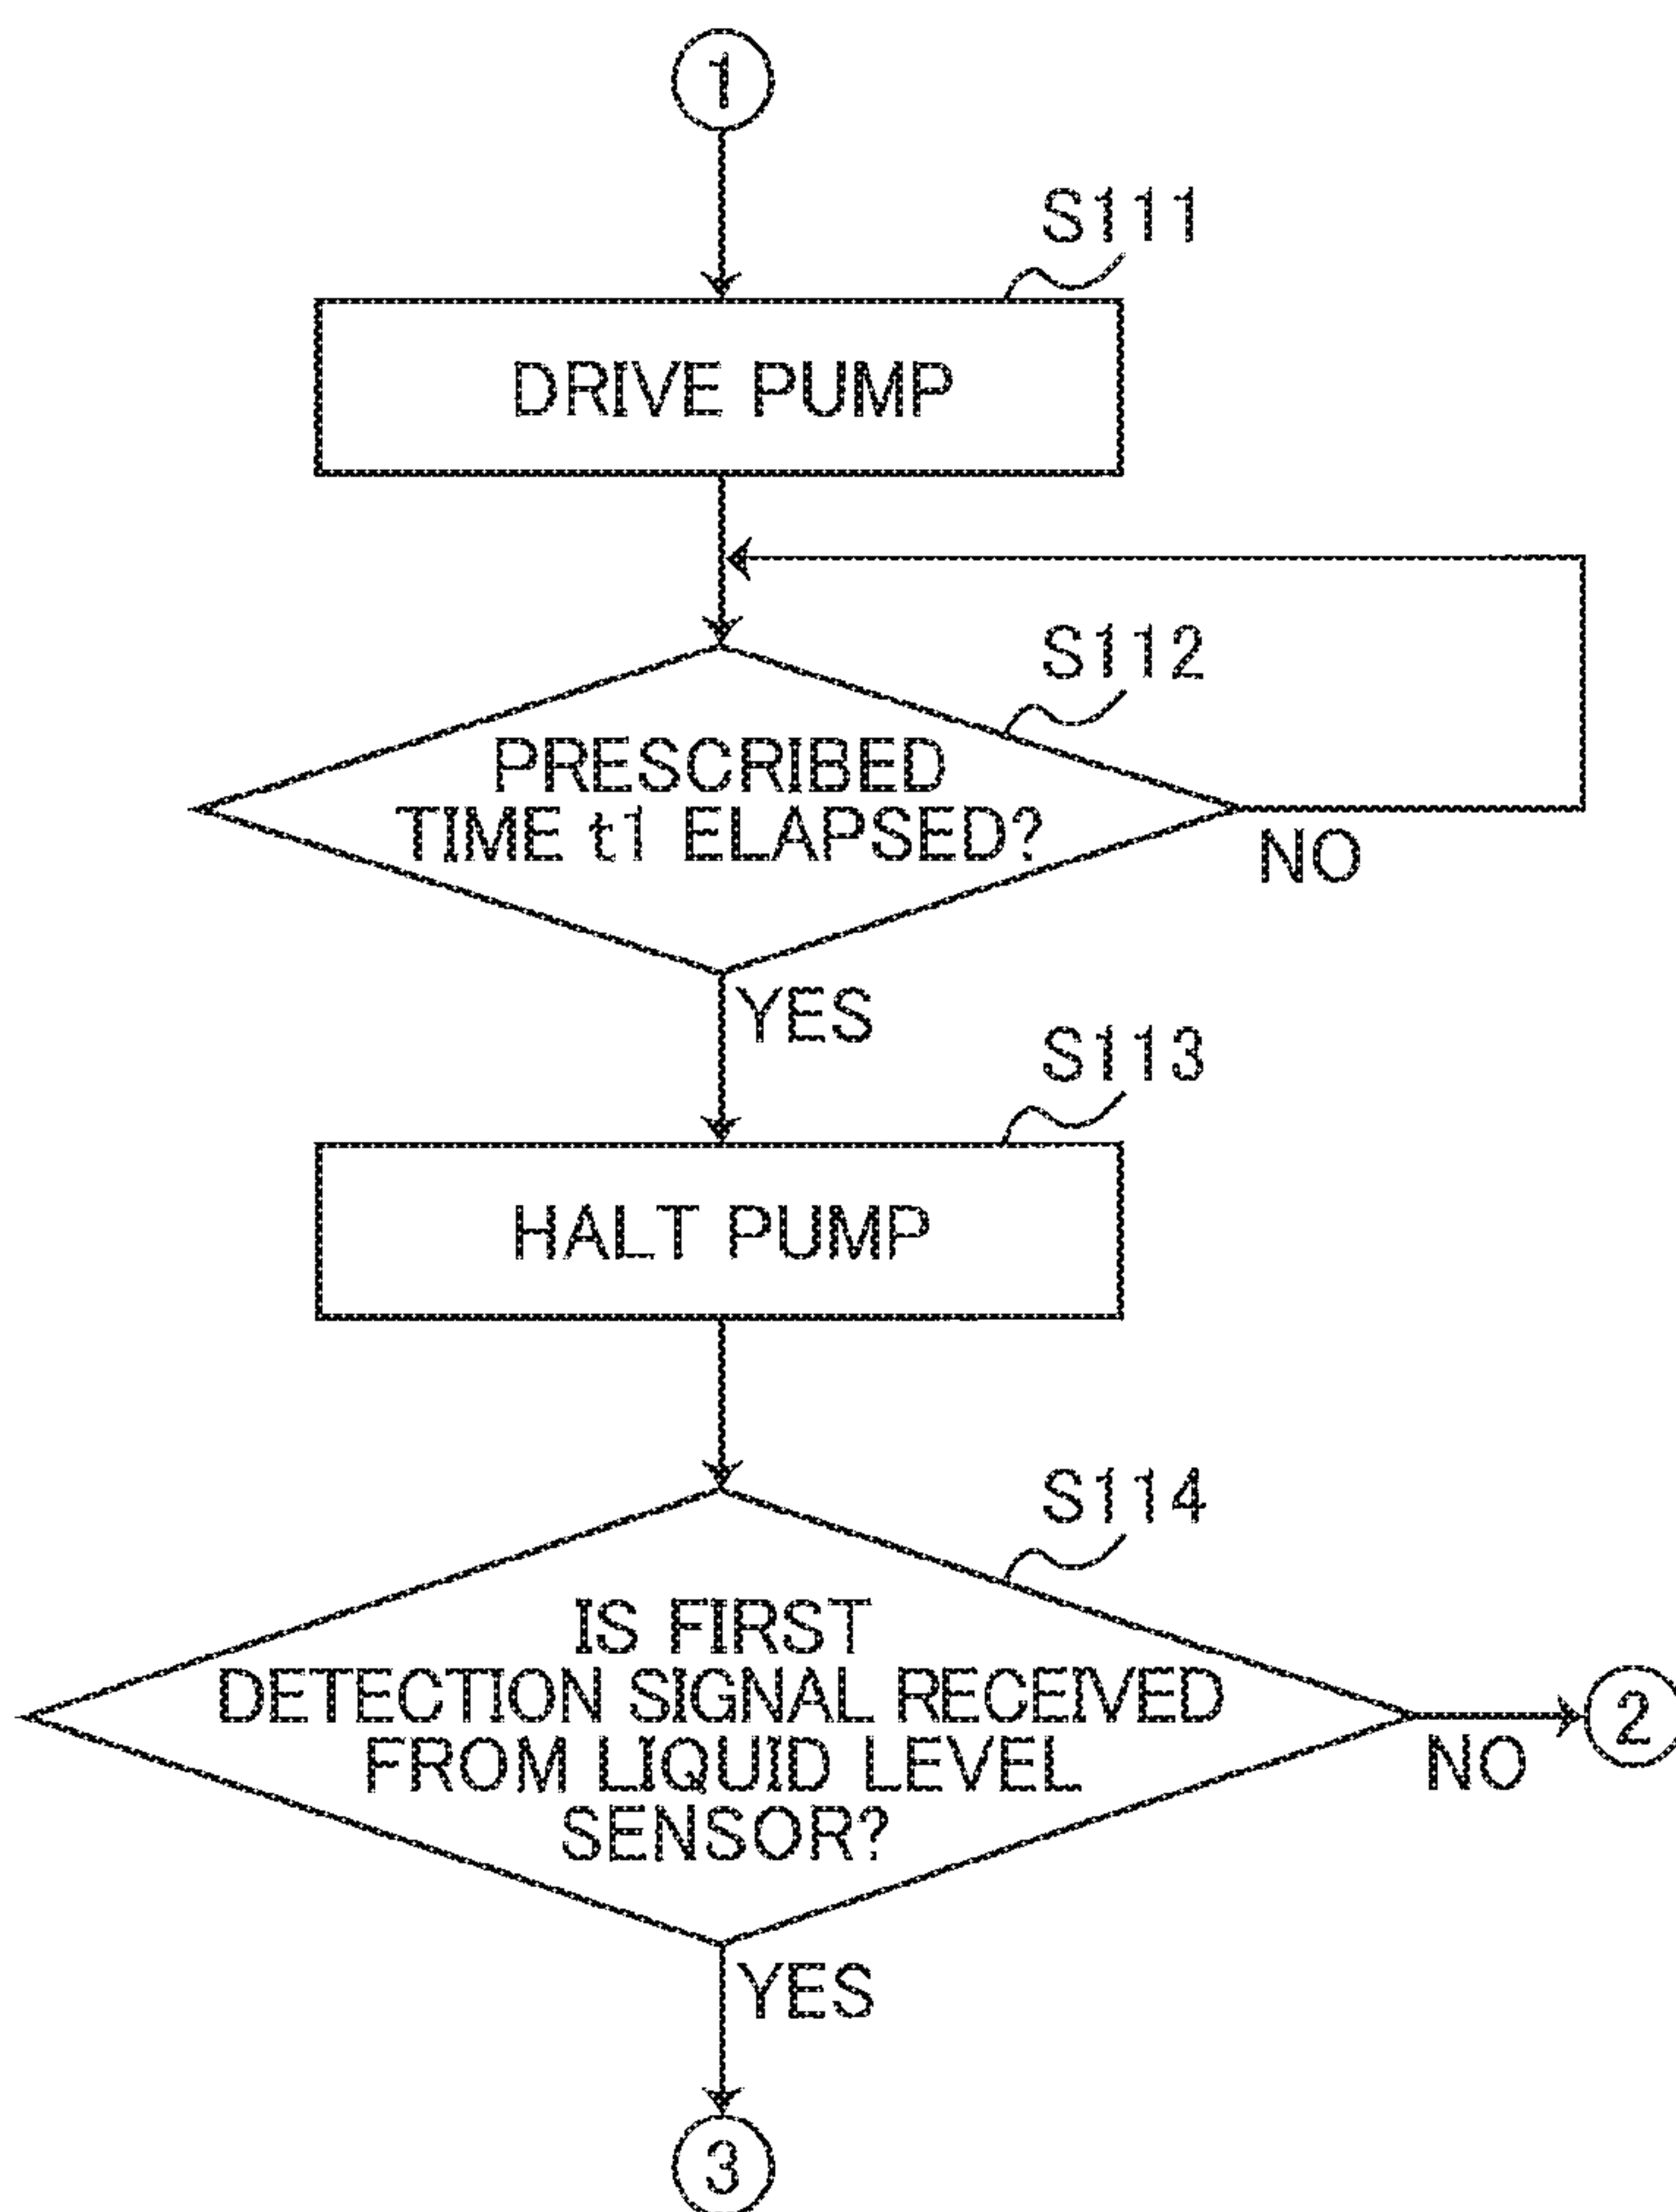 1
S111
DRIVE PUMP
S112
PRESCRIBED
TIME t1 ELAPSED?
NO
YES
S113
HALT PUMP
S114
IS FIRST
DETECTION SIGNAL RECEIVED
FROM LIQUID LEVEL
SENSOR?
NO
2
YES
3